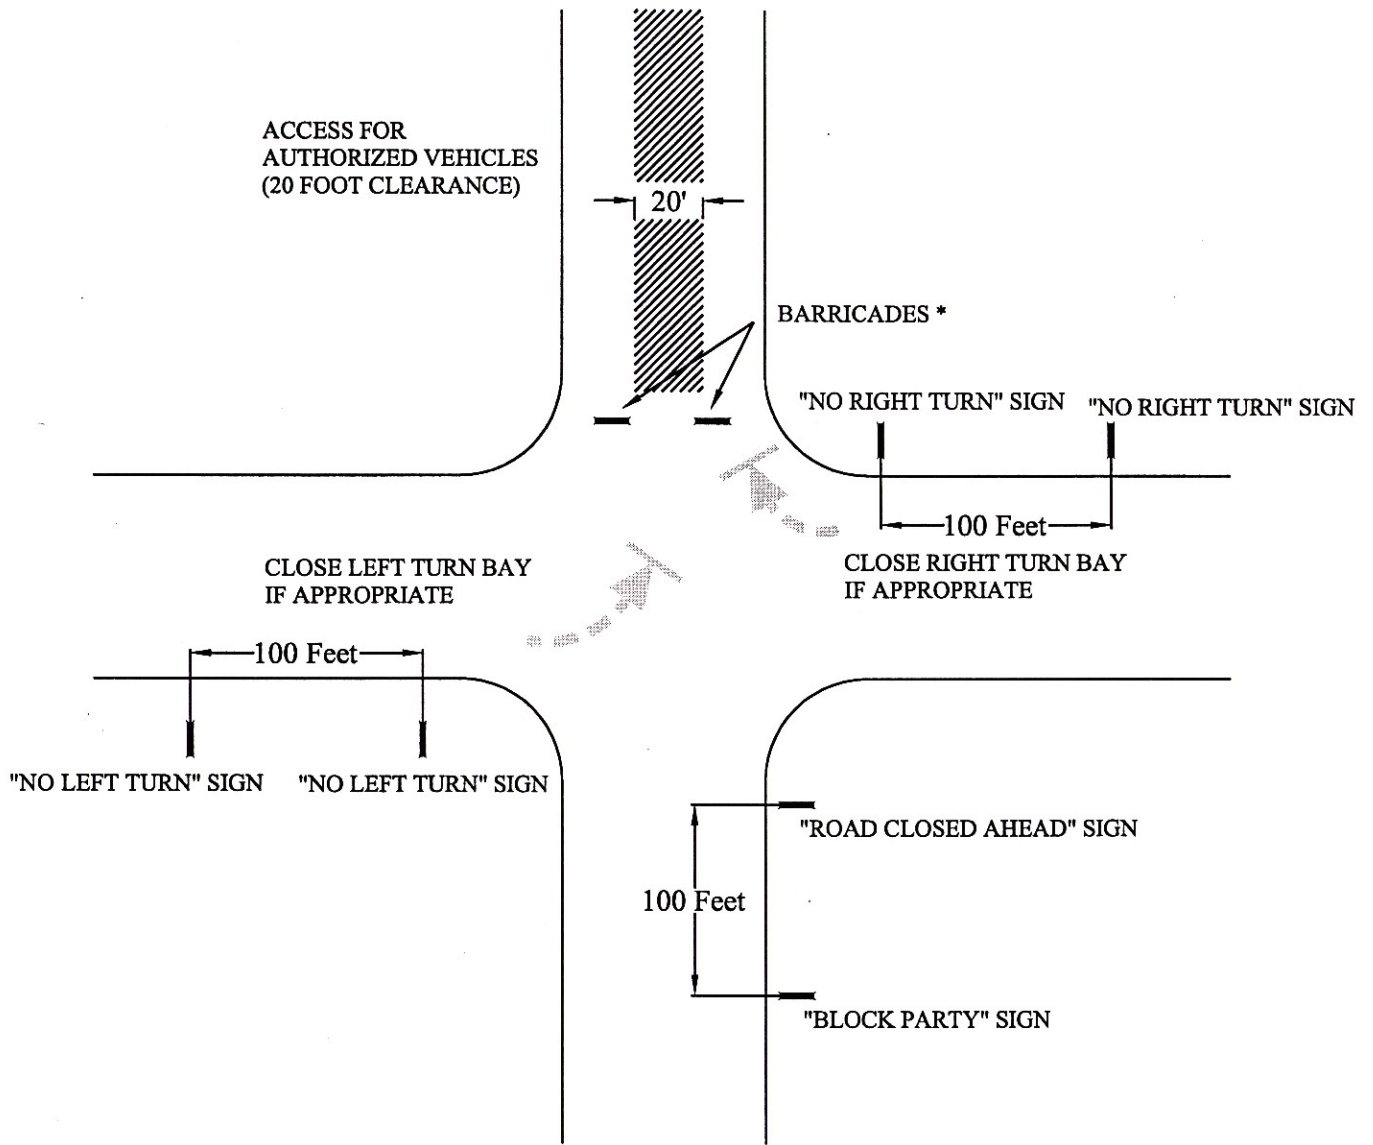 ACCESS FOR
AUTHORIZED VEHICLES
(20 FOOT CLEARANCE)
20'
BARRICADES *
"NO RIGHT TURN" SIGN
"NO RIGHT TURN" SIGN
100 Feet
CLOSE RIGHT TURN BAY
IF APPROPRIATE
CLOSE LEFT TURN BAY
IF APPROPRIATE
100 Feet
"NO LEFT TURN" SIGN
"NO LEFT TURN" SIGN
"ROAD CLOSED AHEAD" SIGN
100 Feet
"BLOCK PARTY" SIGN